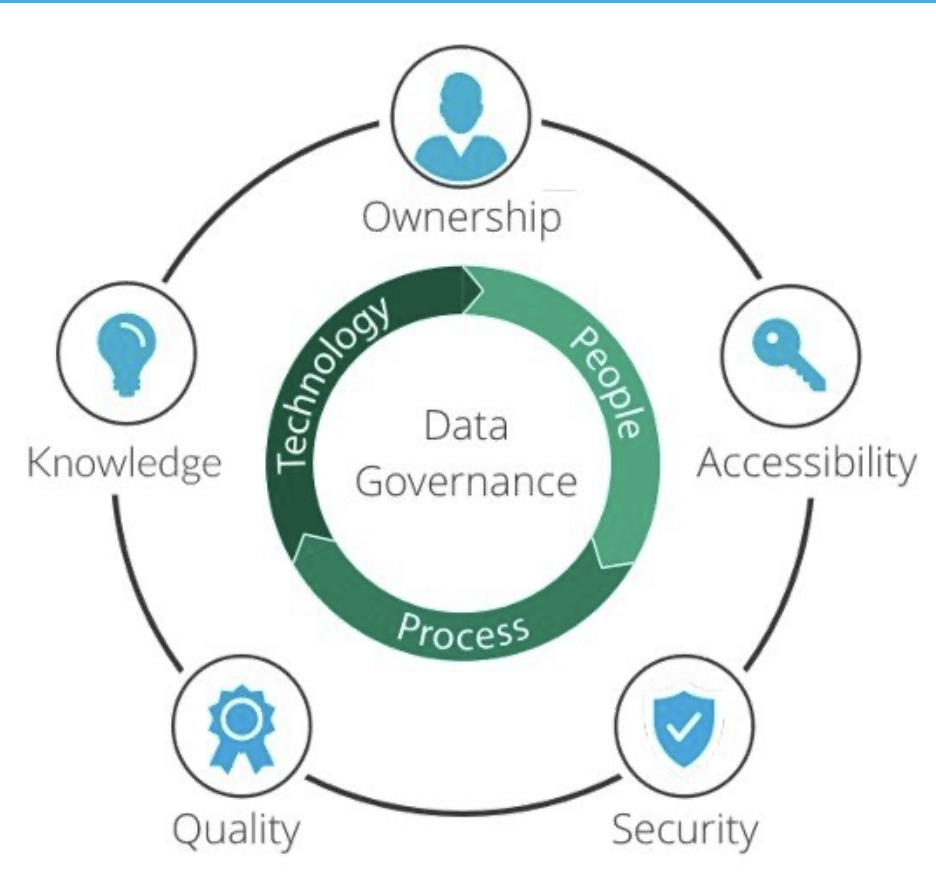 Ownership
Technology
People
Knowledge
Data
Governance
Accessibility
Process
Quality
Security